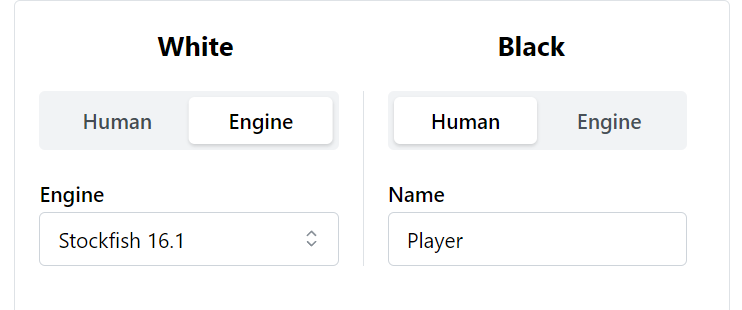 White Black
Human Engine Human Engine
Engine Name
Stockfish 16.1 Player